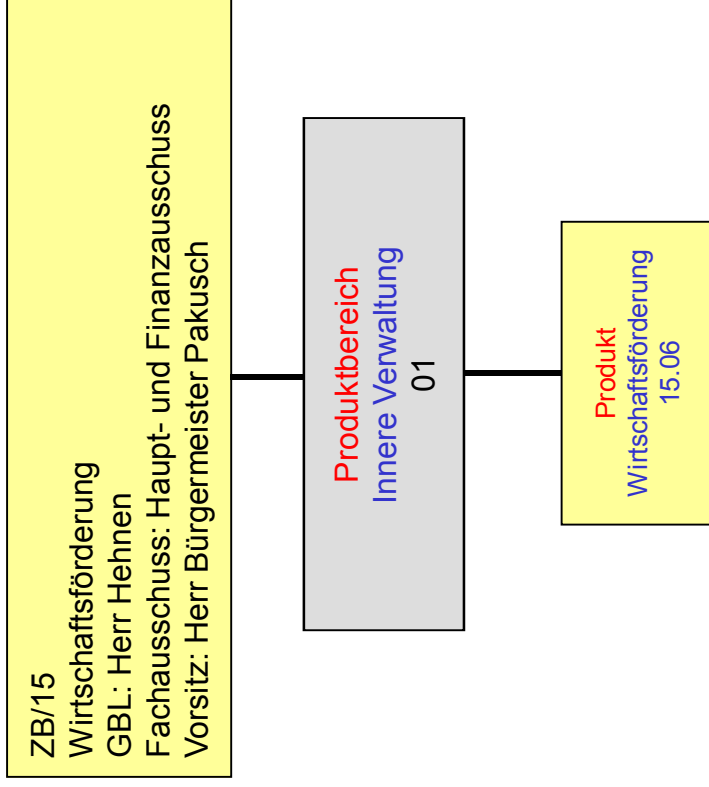 ZB/15
Wirtschaftsförderung
GBL: Herr Hehnen
Fachausschuss: Haupt- und Finanzausschuss
Vorsitz: Herr Bürgermeister Pakusch
Produktbereich
Innere Verwaltung
01
Produkt
Wirtschaftsförderung
15.06